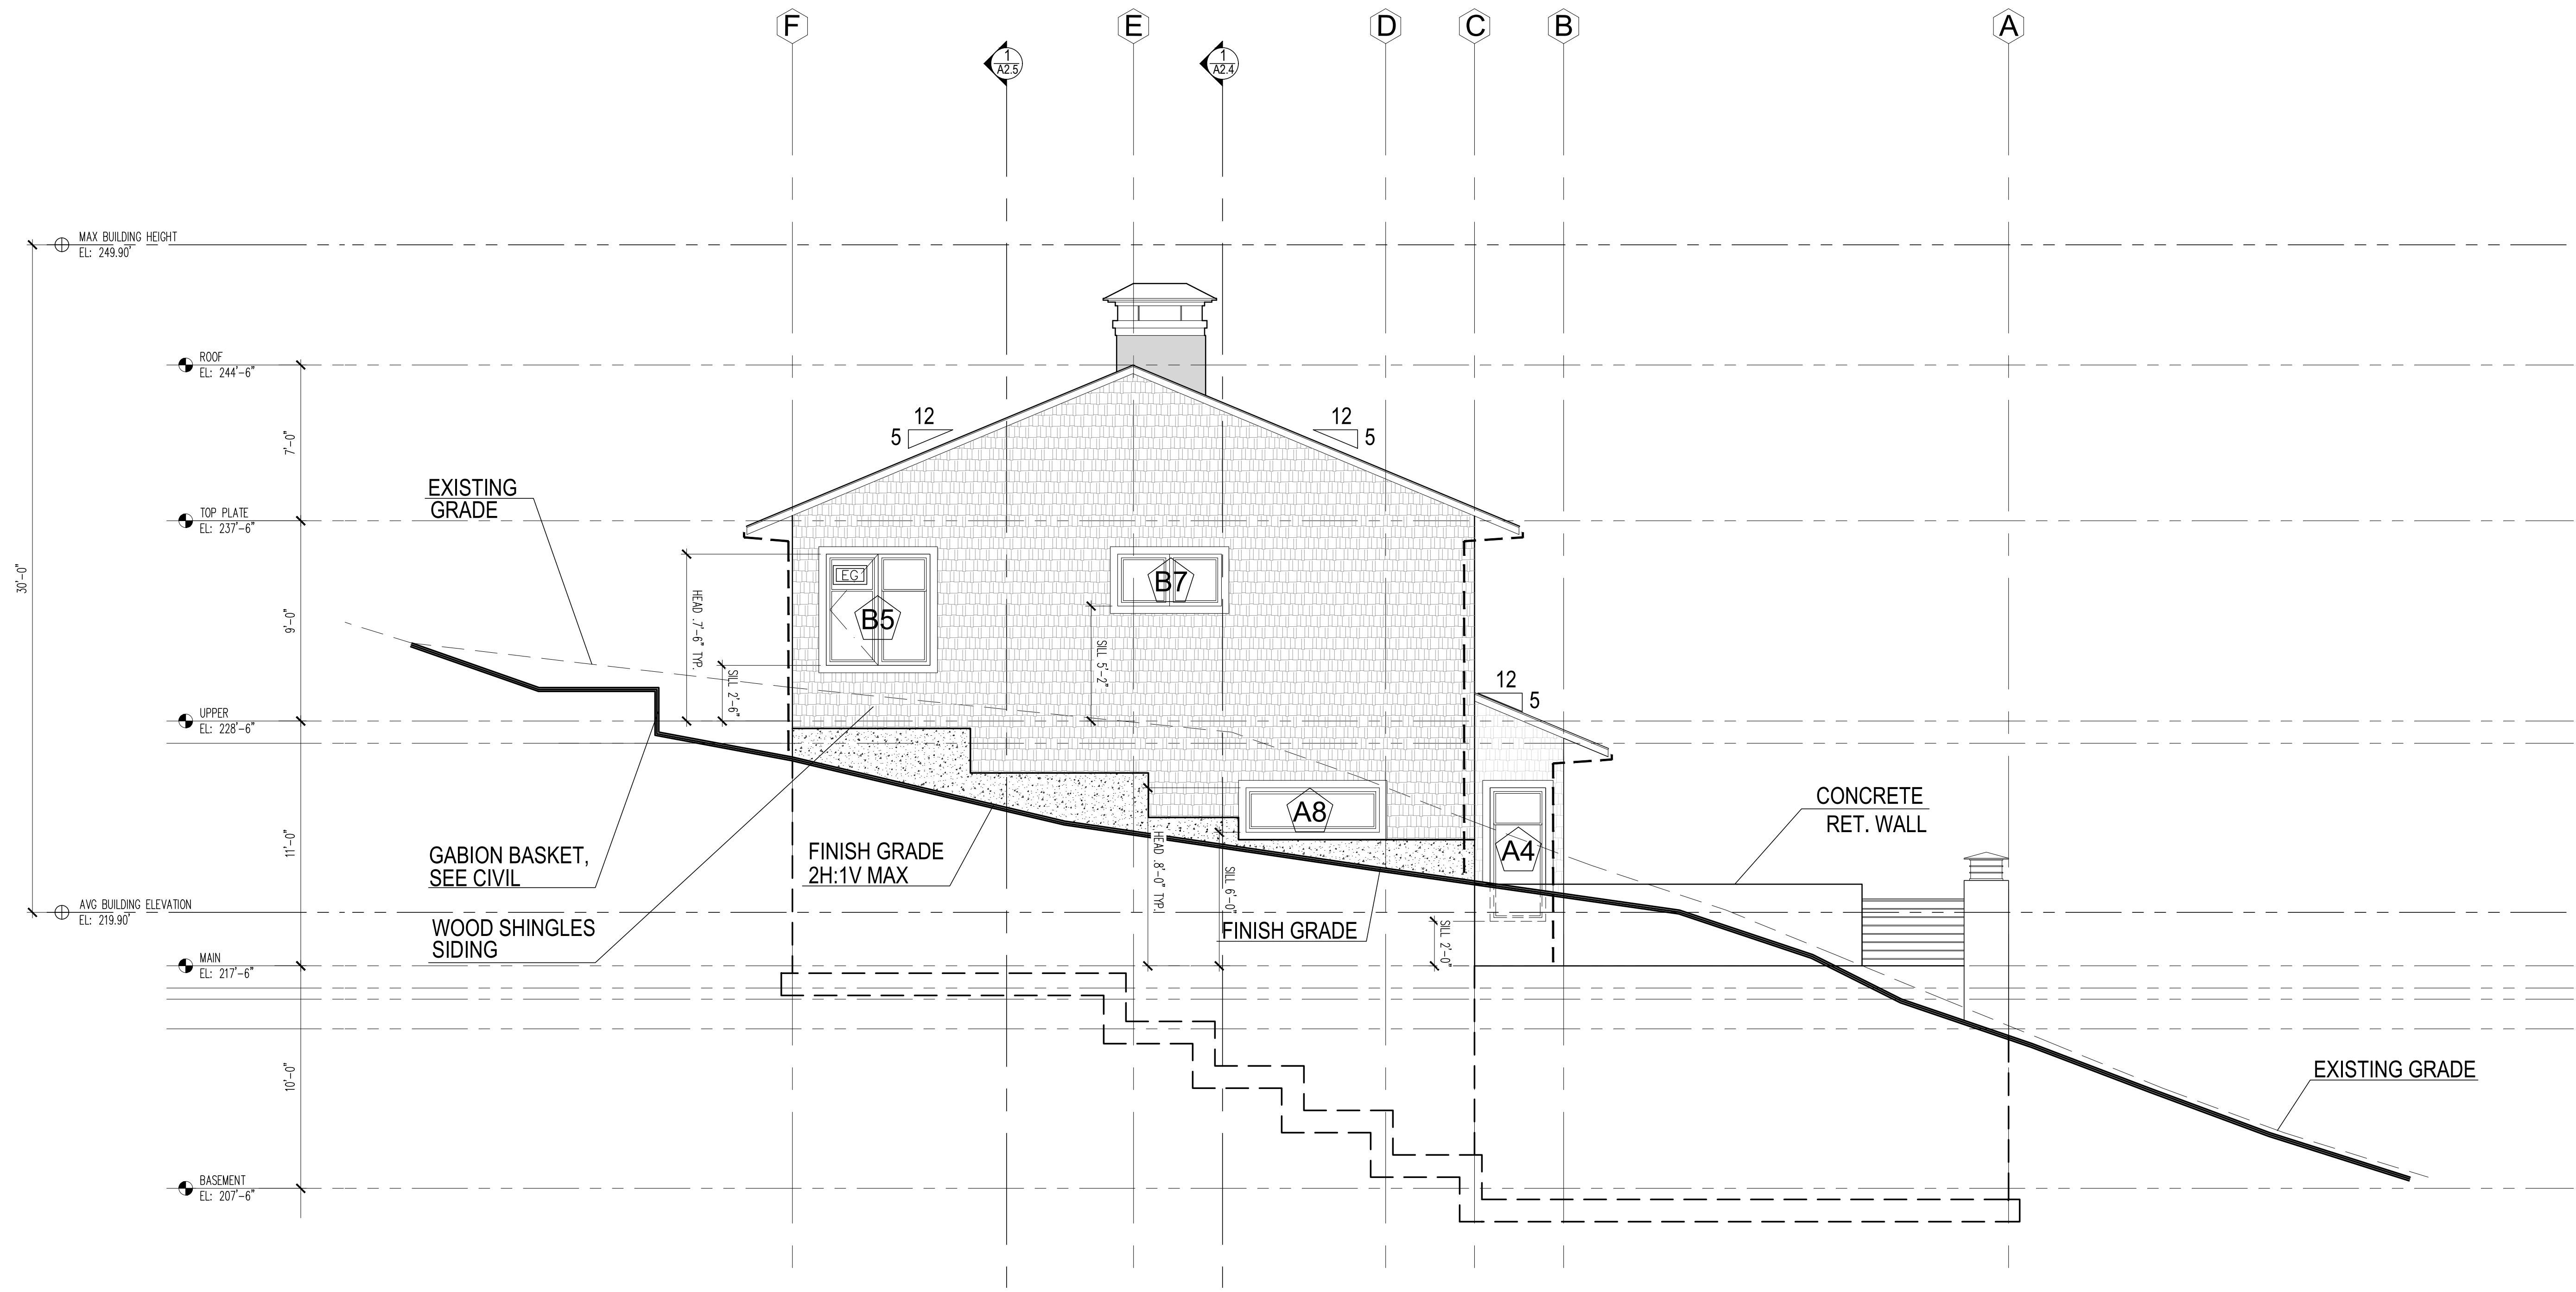 F
E
D
C
B
A
1
A2.5
1
A2.4
MAX BUILDING HEIGHT
EL: 249.90'
ROOF
EL: 244'-6"
12
5
12
5
7'-0"
EXISTING
GRADE
TOP PLATE
EL: 237'-6"
30'-0"
9'-0"
EG
B5
B7
HEAD .7'-6" TYP.
SILL 2'-6"
SILL 5'-2"
12
5
UPPER
EL: 228'-6"
A8
A4
CONCRETE
RET. WALL
11'-0"
GABION BASKET,
SEE CIVIL
FINISH GRADE
2H:1V MAX
HEAD .8'-0" TYP.
SILL 6'-0"
SILL 2'-0"
AVG BUILDING ELEVATION
EL: 219.90'
WOOD SHINGLES
SIDING
FINISH GRADE
MAIN
EL: 217'-6"
10'-0"
EXISTING GRADE
BASEMENT
EL: 207'-6"